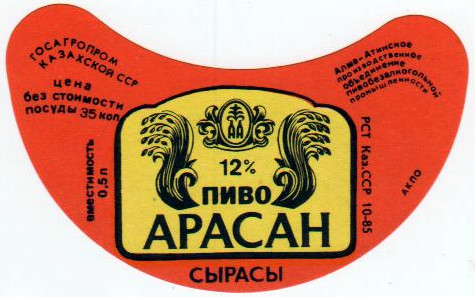 ГОСАГРОПРОМ
КАЗАХСКОЙ ССР
цена
без стоимости
посуды 35 коп
вместимость
0,5 л
АА
12%
ПИВО
АРАСАН
СЫРАСЫ
Алма-Атинское
производственное
объединение
пивобезалкогольной
промышленности
РСТ Каз.ССР 10-85
АКПО